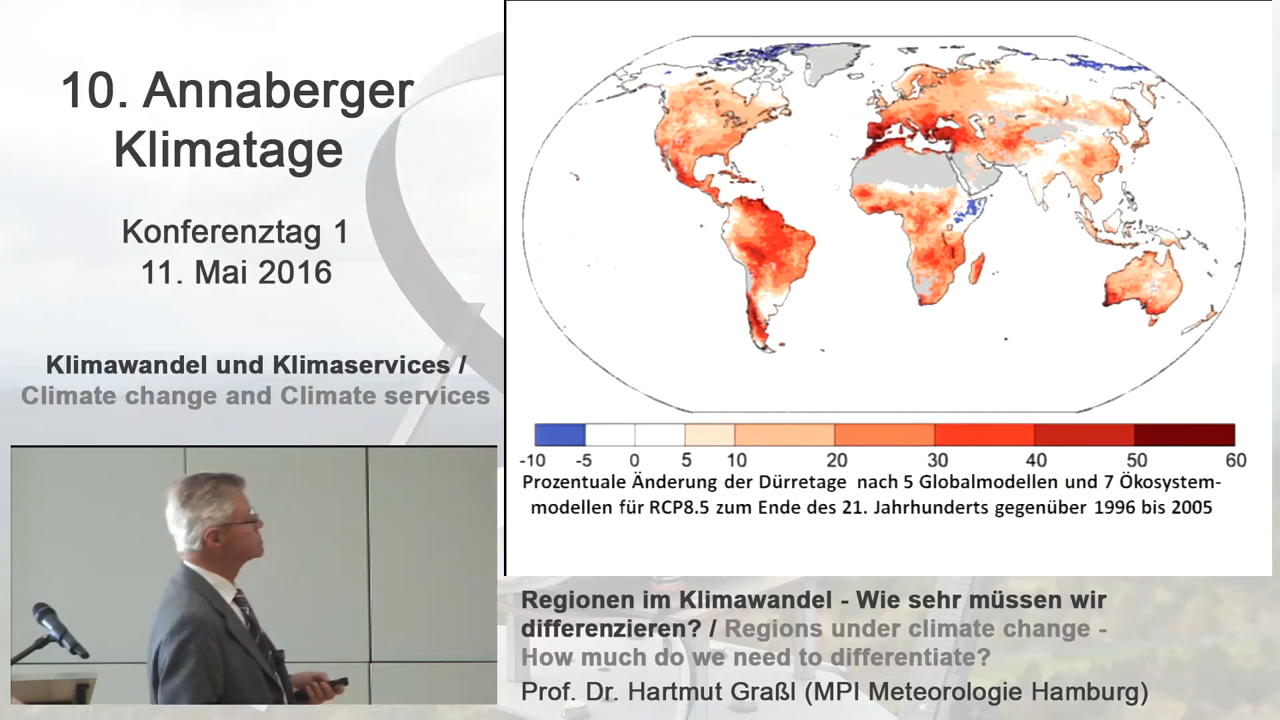 10. Annaberger
Klimatage
Konferenztag 1
11. Mai 2016
Klimawandel und Klimaservices /
Climate change and Climate services
-10 -5 0 5 10 20 30 40 50 60
Prozentuale Änderung der Dürretage nach 5 Globalmodellen und 7 Ökosystem-
modellen für RCP8.5 zum Ende des 21. Jahrhunderts gegenüber 1996 bis 2005
Regionen im Klimawandel - Wie sehr müssen wir
differenzieren? / Regions under climate change -
How much do we need to differentiate?
Prof. Dr. Hartmut Graßl (MPI Meteorologie Hamburg)